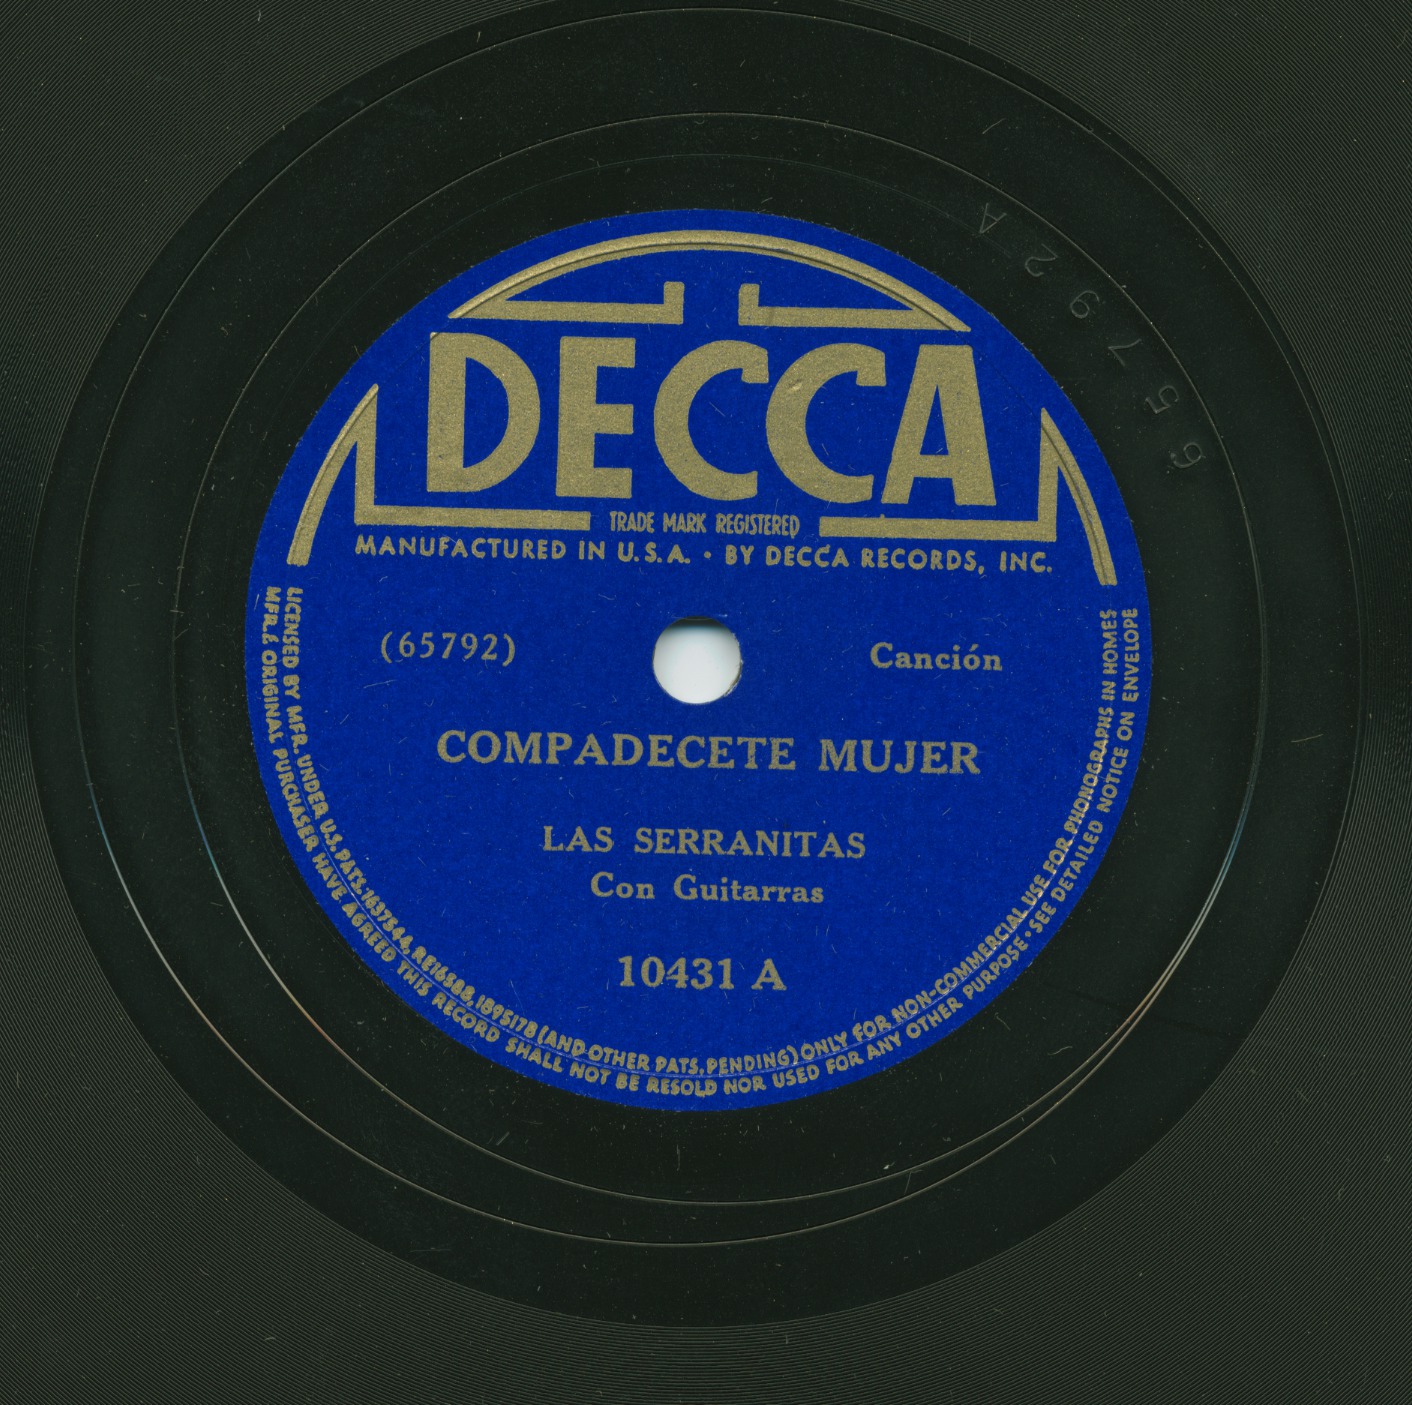 DECCA
TRADE MARK REGISTERED
MANUFACTURED IN U.S.A. · BY DECCA RECORDS, INC.
(65792)
Canción
COMPADECETE MUJER
LAS SERRANITAS
Con Guitarras
10431 A
LICENSED BY MFR. UNDER U.S. PATS. 1637544, RE16588, 1895178 (AND OTHER PATS. PENDING) ONLY FOR NON-COMMERCIAL USE FOR PHONOGRAPHS IN HOMES
MFR. & ORIGINAL PURCHASER HAVE AGREED THIS RECORD SHALL NOT BE RESOLD NOR USED FOR ANY OTHER PURPOSE · SEE DETAILED NOTICE ON ENVELOPE
65792 A